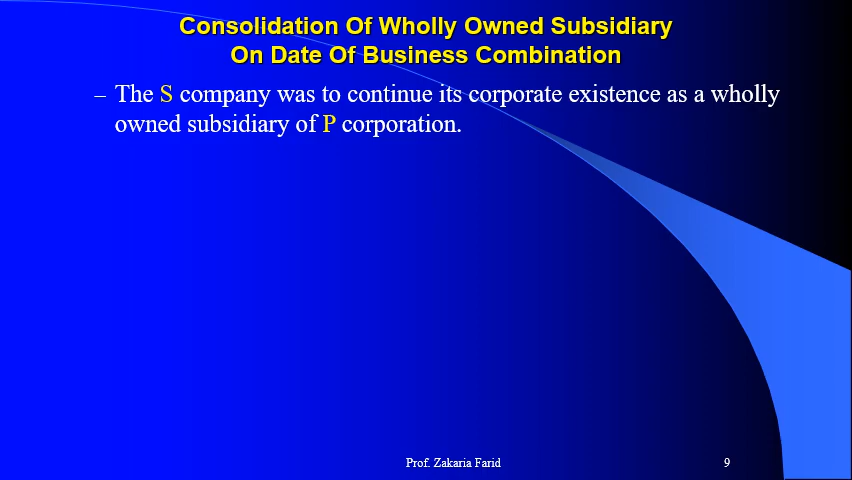 Consolidation Of Wholly Owned Subsidiary
On Date Of Business Combination
– The S company was to continue its corporate existence as a wholly
owned subsidiary of P corporation.
Prof. Zakaria Farid
9